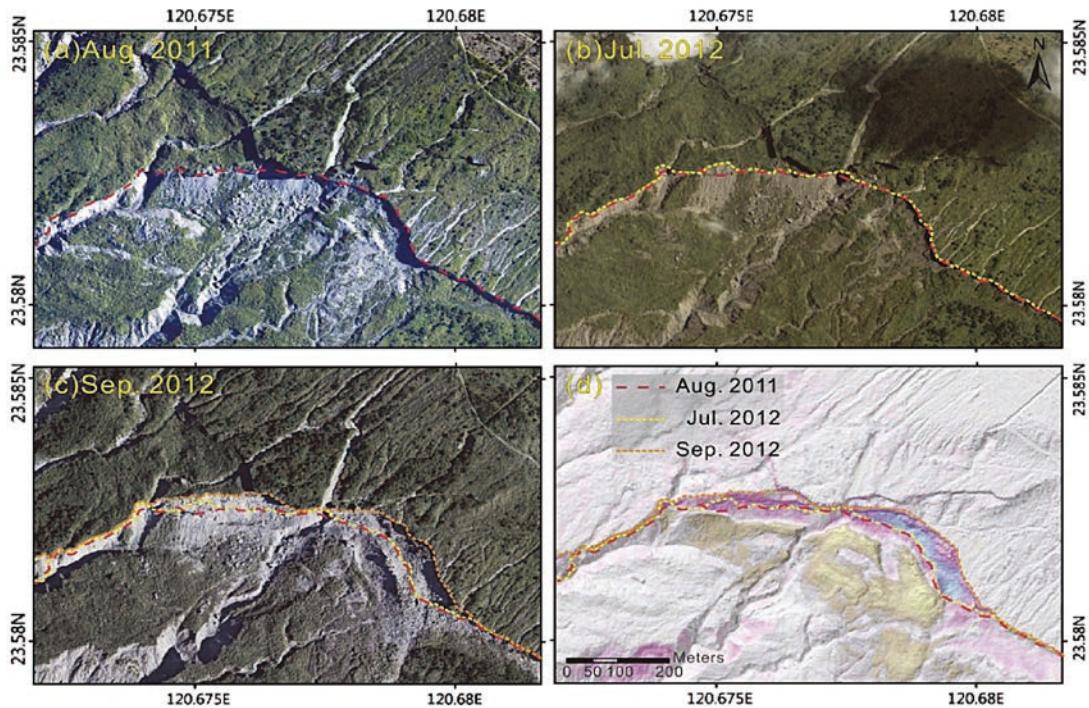 120.675E 120.68E 120.675E 120.68E
23.585N (a)Aug. 2011 (b)Jul. 2012 N 23.585N
23.58N 23.58N
23.585N (c)Sep. 2012 (d) 23.585N
Aug. 2011
Jul. 2012
Sep. 2012
23.58N 23.58N
Meters
0 50 100 200
120.675E 120.68E 120.675E 120.68E